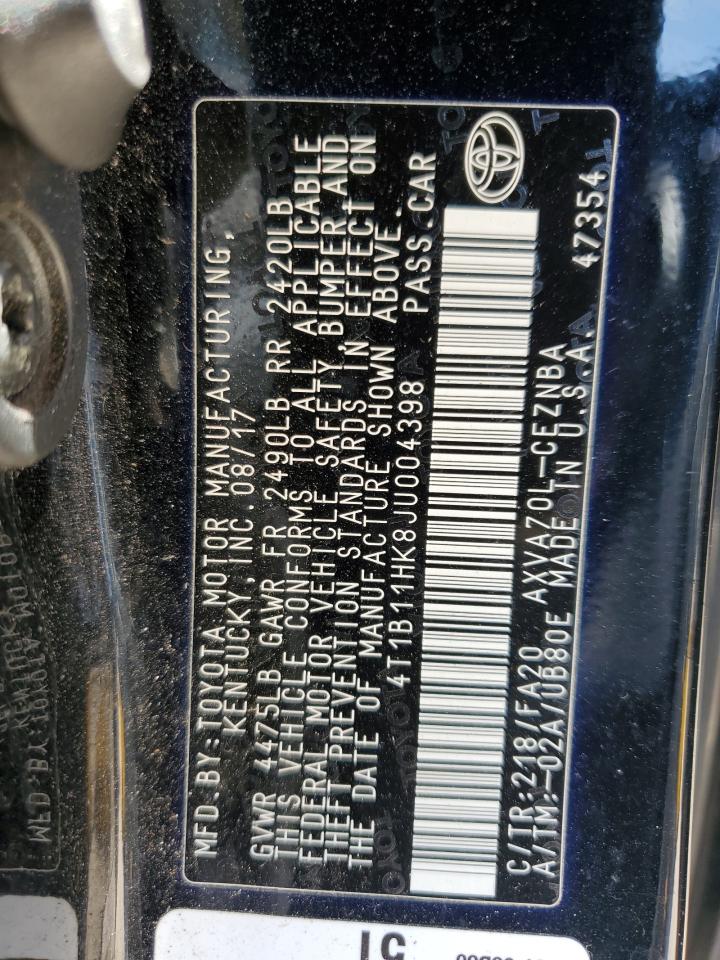 MFD.BY:TOYOTA MOTOR MANUFACTURING,
KENTUCKY,INC.08/17
GVWR 4475LB GAWR FR 2490LB RR 2420LB
THIS VEHICLE CONFORMS TO ALL APPLICABLE
FEDERAL MOTOR VEHICLE SAFETY,BUMPER,AND
THEFT PREVENTION STANDARDS IN EFFECT ON
THE DATE OF MANUFACTURE SHOWN ABOVE.
4T1B11HK8JU004398 PASS.CAR
C/TR:218/FA20 AXVA70L-CEZNBA 47354
A/TM:-02A/UB80E MADE IN U.S.A.